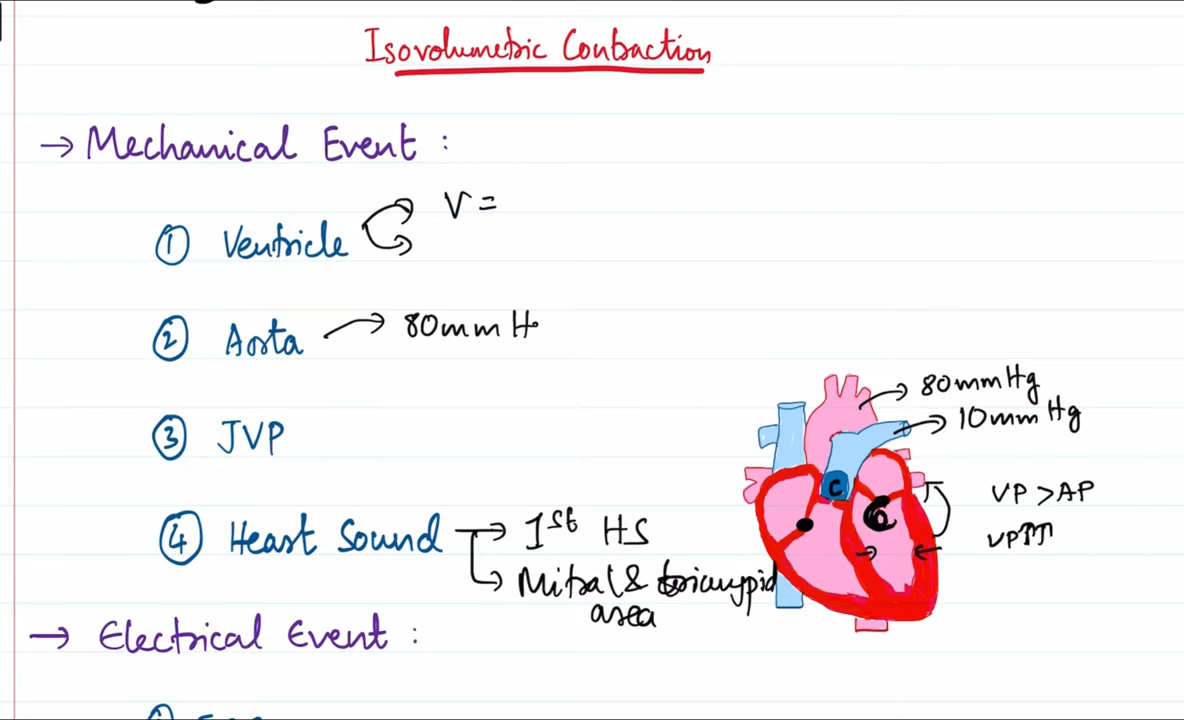 Isovolumetric Contraction
→ Mechanical Event :
① Ventricle V =
② Aorta → 80mm H
③ JVP
④ Heart Sound → 1st HS
Mitral & tricuspid
area
→ Electrical Event :
80mmHg
10mmHg
C
VP > AP
VP↑↑↑